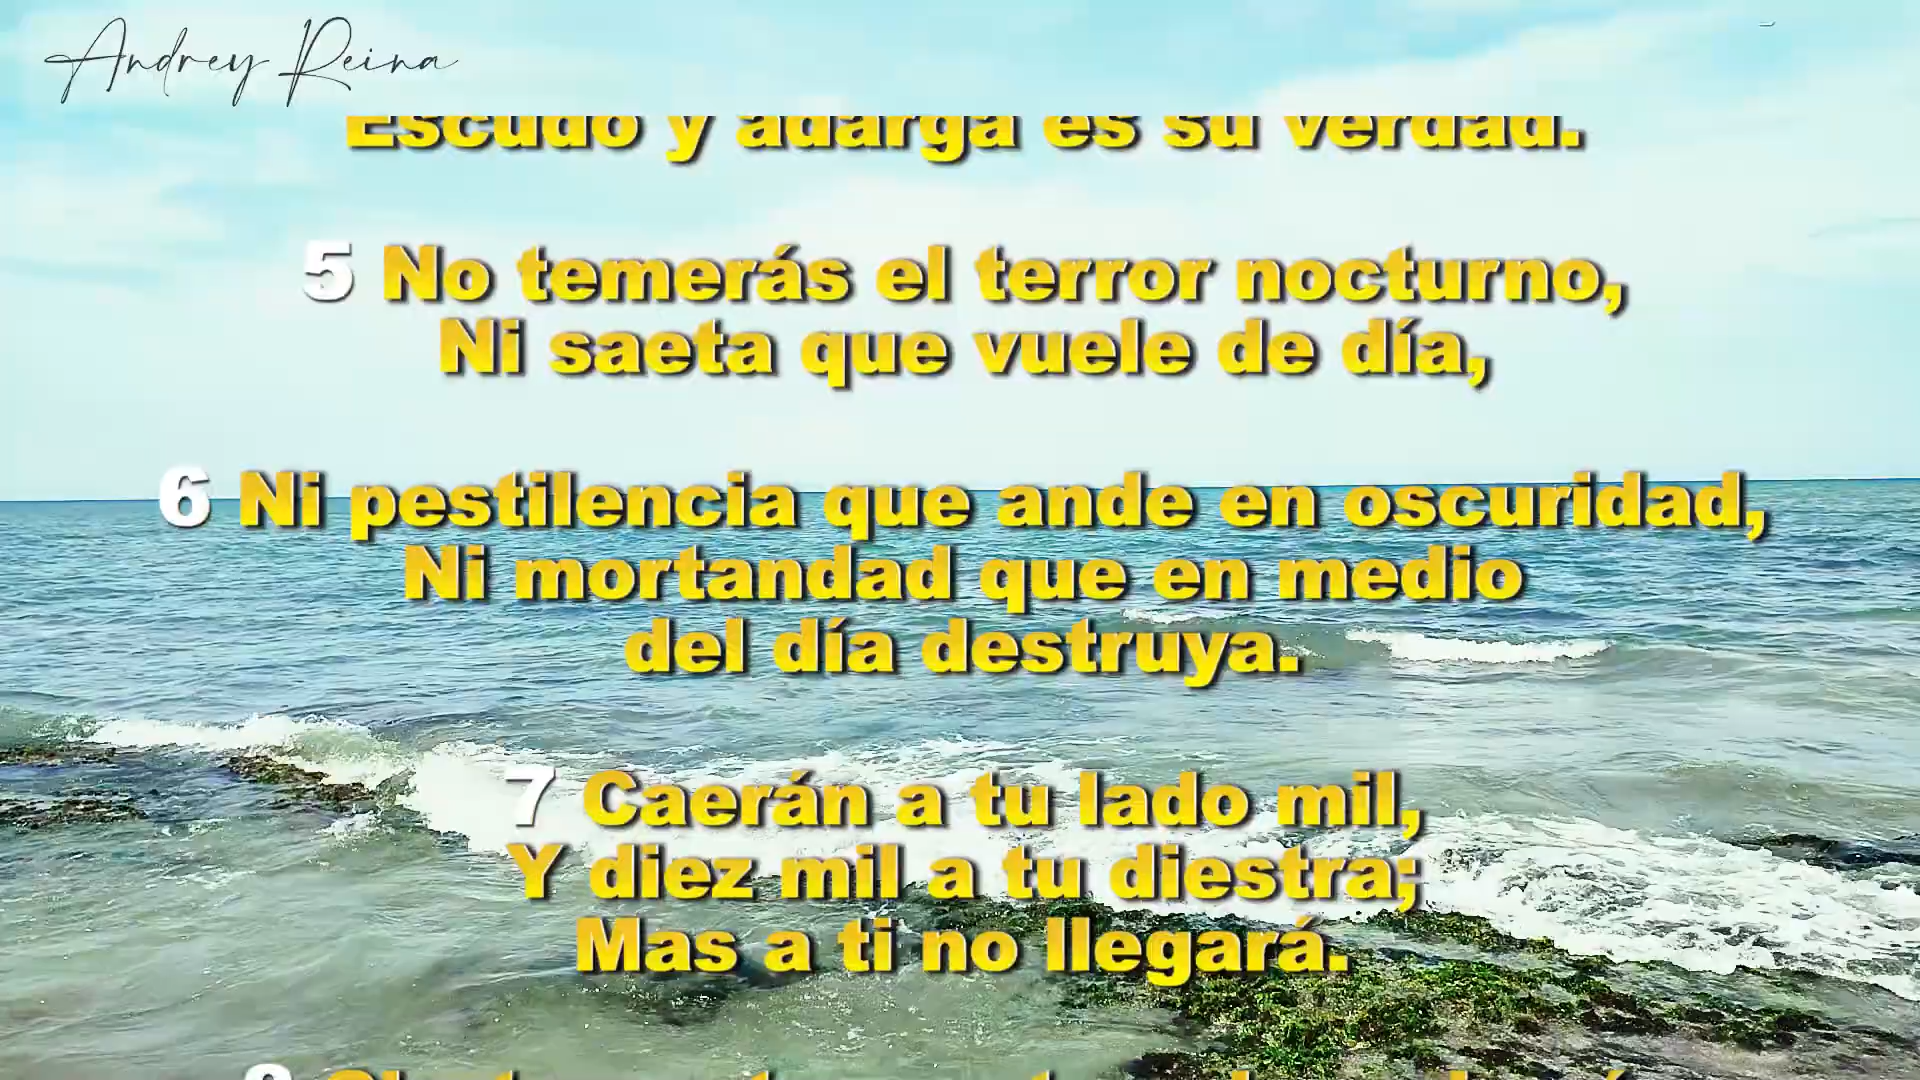 Andrey Reina
Escudo y adarga es su verdad.
5 No temerás el terror nocturno,
Ni saeta que vuele de día,
6 Ni pestilencia que ande en oscuridad,
Ni mortandad que en medio
del día destruya.
7 Caerán a tu lado mil,
Y diez mil a tu diestra;
Mas a ti no llegará.